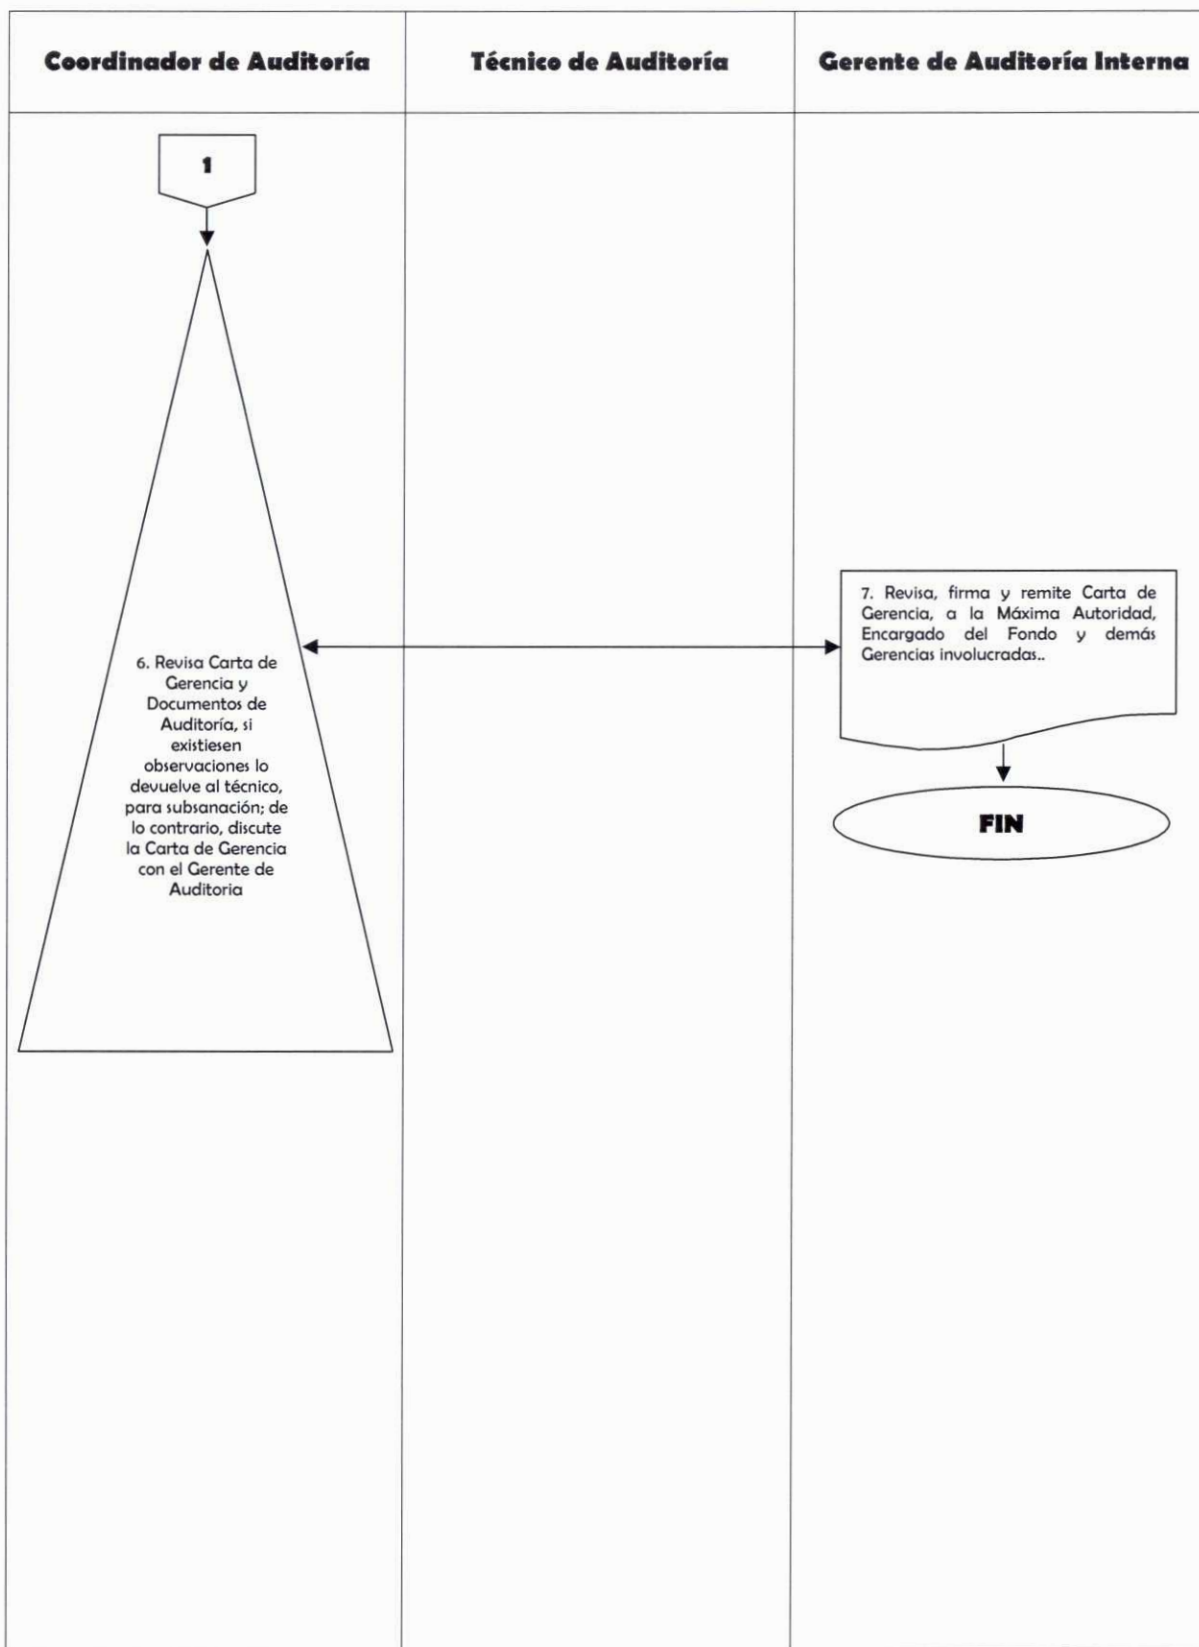 Coordinador de Auditoría
Técnico de Auditoría
Gerente de Auditoría Interna
1
6. Revisa Carta de
Gerencia y
Documentos de
Auditoría, si
existiesen
observaciones lo
devuelve al técnico,
para subsanación; de
lo contrario, discute
la Carta de Gerencia
con el Gerente de
Auditoria
7. Revisa, firma y remite Carta de
Gerencia, a la Máxima Autoridad,
Encargado del Fondo y demás
Gerencias involucradas..
FIN